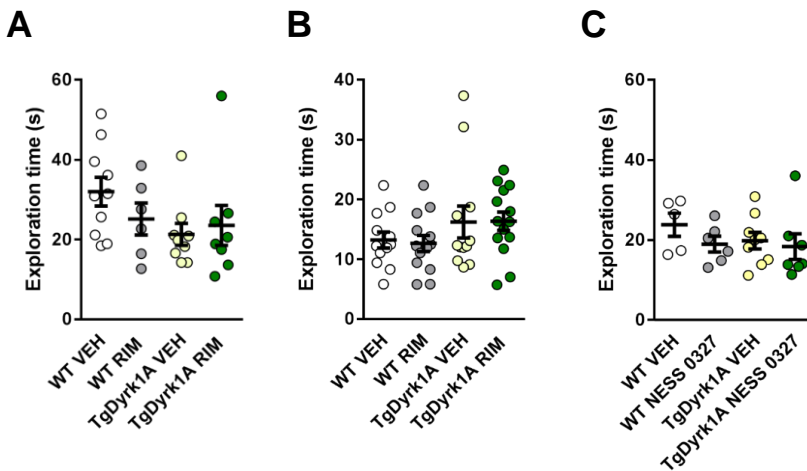 A
Exploration time (s)
60
40
20
0
WT VEH
WT RIM
TgDyrk1A VEH
TgDyrk1A RIM
B
Exploration time (s)
40
30
20
10
0
WT VEH
WT RIM
TgDyrk1A VEH
TgDyrk1A RIM
C
Exploration time (s)
60
40
20
0
WT VEH
WT NESS 0327
TgDyrk1A VEH
TgDyrk1A NESS 0327